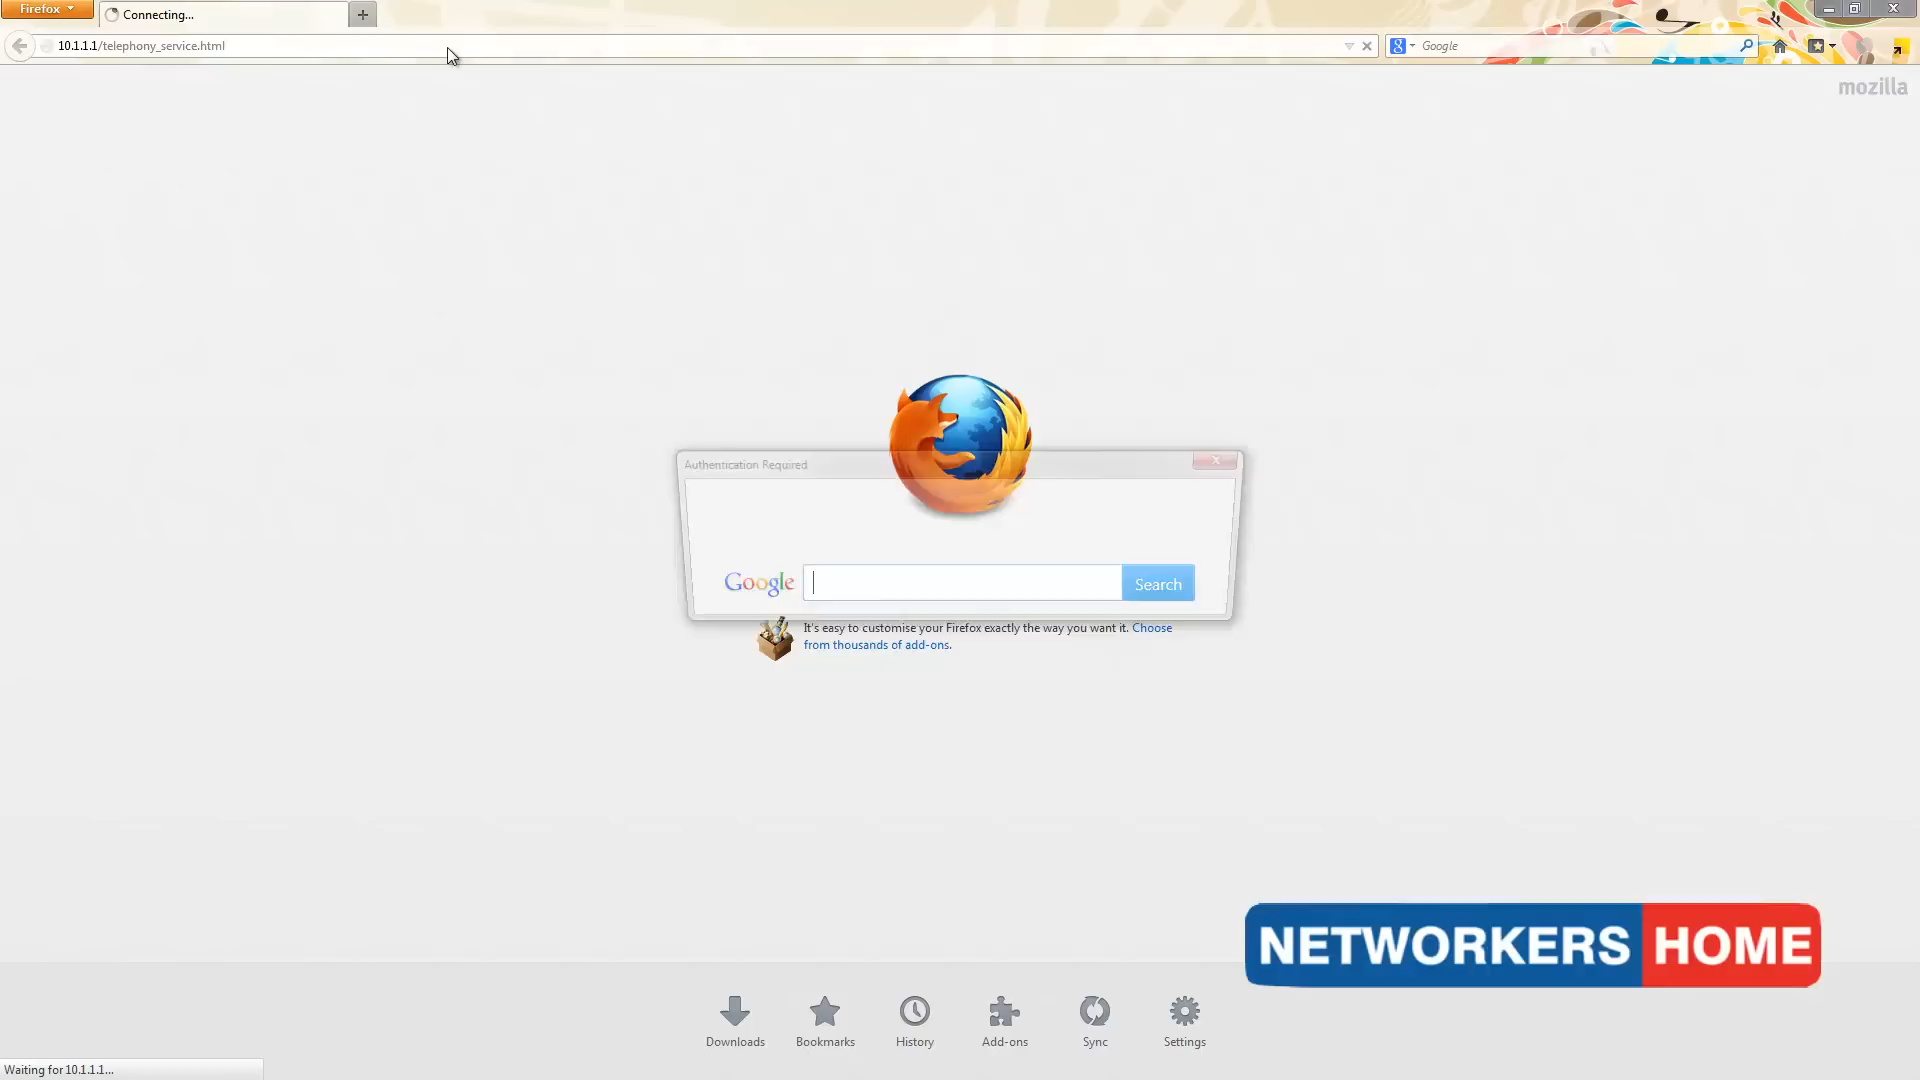 Firefox
Connecting...
10.1.1.1/telephony_service.html
Google
mozilla
Authentication Required
Google
Search
It's easy to customise your Firefox exactly the way you want it. Choose
from thousands of add-ons.
NETWORKERS HOME
Downloads
Bookmarks
History
Add-ons
Sync
Settings
Waiting for 10.1.1.1...